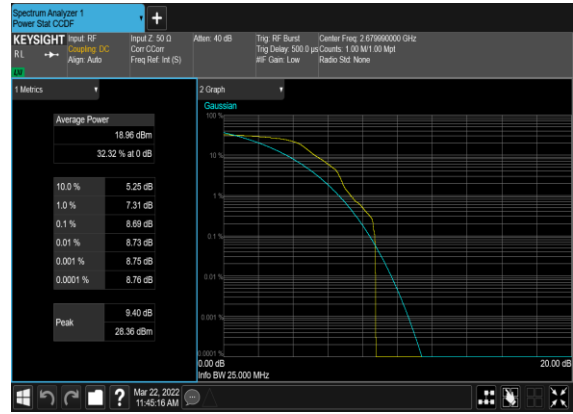 Spectrum Analyzer 1
Power Stat CCDF
KEYSIGHT
RL
Input: RF
Coupling: DC
Align: Auto
Input Z: 50 Ω
Corr CCorr
Freq Ref: Int (S)
Atten: 40 dB
Trig: RF Burst
Trig Delay: 500.0 µs
#IF Gain: Low
Center Freq: 2.679990000 GHz
Counts: 1.00 M/1.00 Mpt
Radio Std: None
1 Metrics
Average Power
18.96 dBm
32.32 % at 0 dB
10.0 % 5.25 dB
1.0 % 7.31 dB
0.1 % 8.69 dB
0.01 % 8.73 dB
0.001 % 8.75 dB
0.0001 % 8.76 dB
Peak
9.40 dB
28.36 dBm
2 Graph
Gaussian
100 %
10 %
1 %
0.1 %
0.01 %
0.001 %
0.0001 %
0.00 dB
20.00 dB
Info BW 25.000 MHz
?
Mar 22, 2022
11:45:16 AM